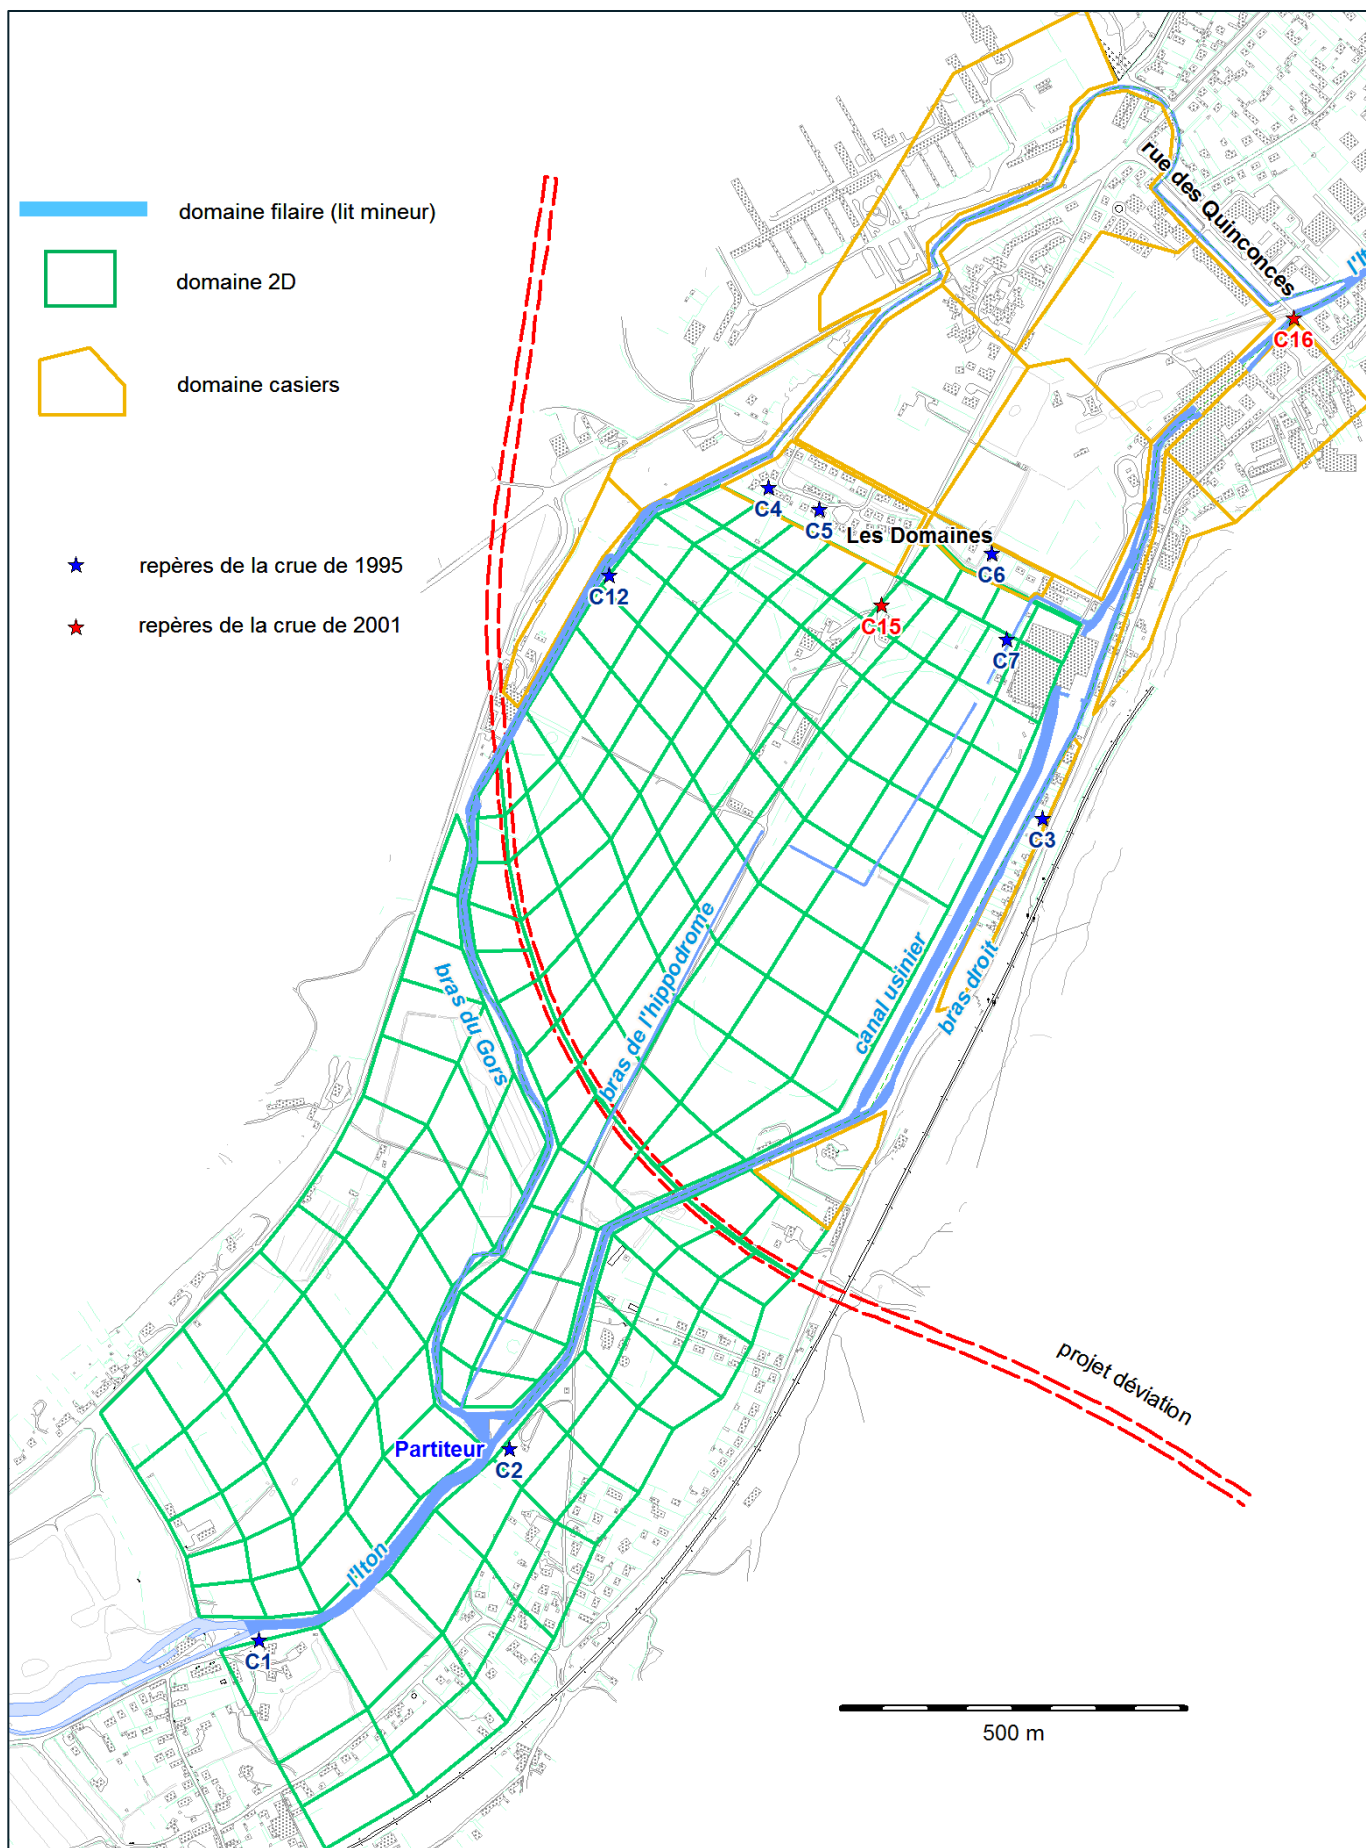 rue des Quinconces
l'It
domaine filaire (lit mineur)
domaine 2D
C16
domaine casiers
C4
C5
Les Domaines
repères de la crue de 1995
C6
C12
repères de la crue de 2001
C15
C7
C3
bras du Gors
bras de l'hippodrome
canal usinier
bras droit
projet déviation
Partiteur
C2
l'Iton
C1
500 m